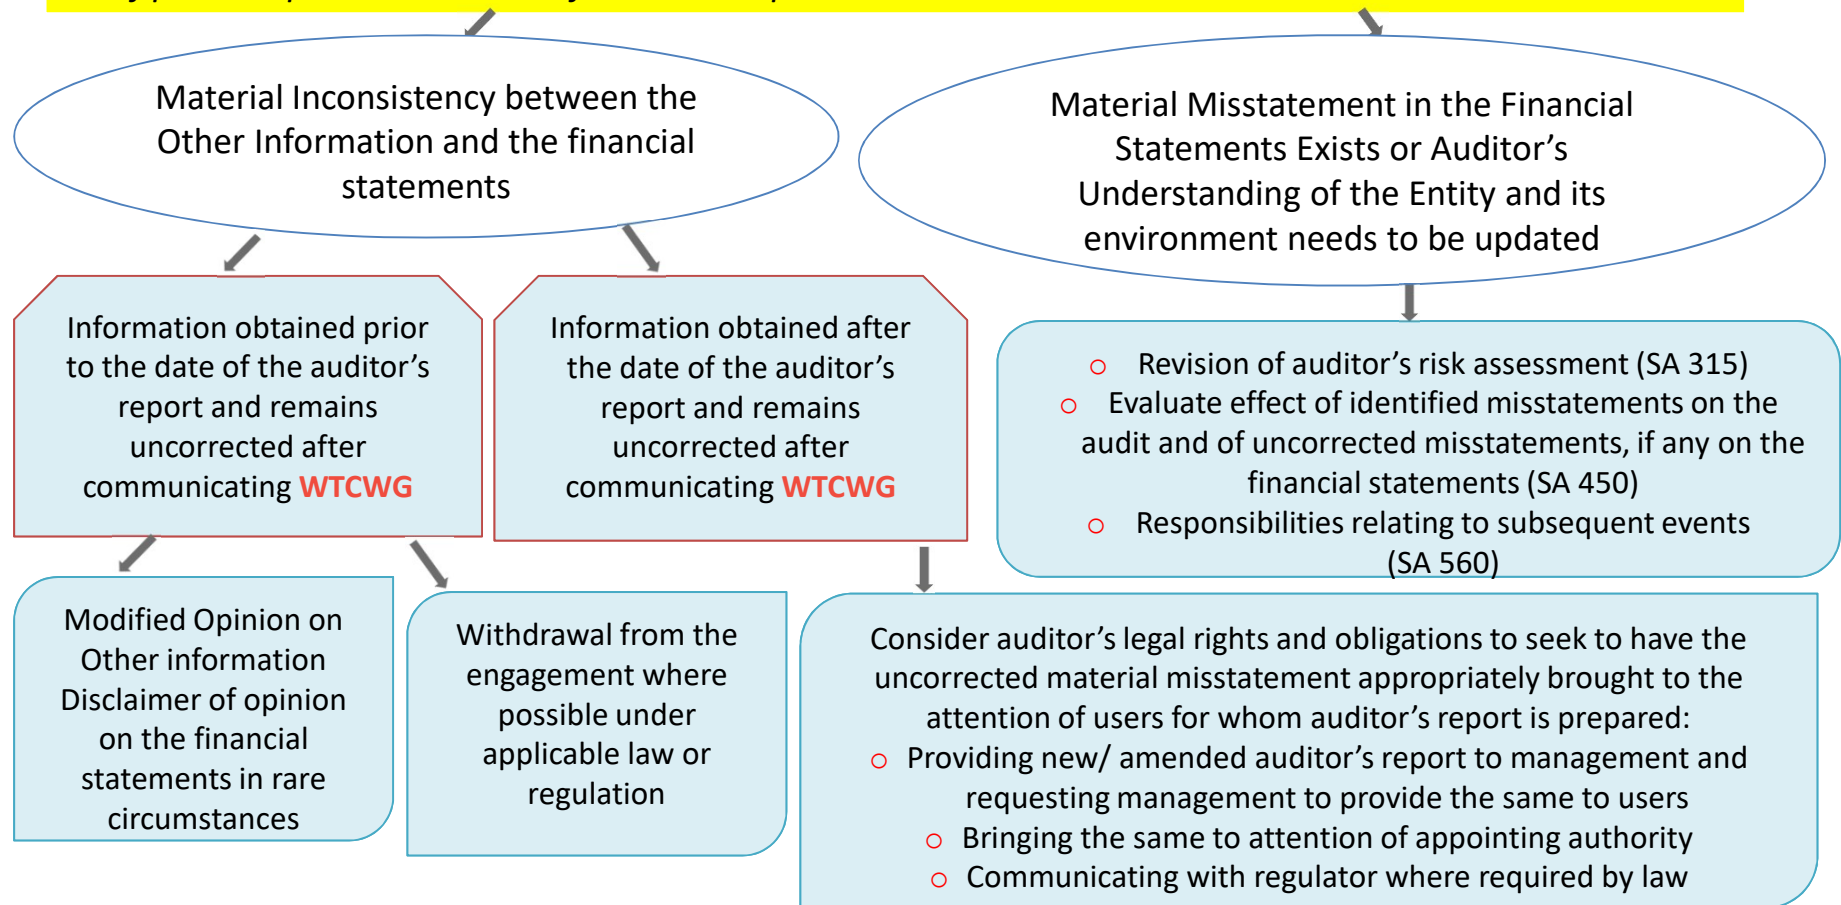 Material Inconsistency between the
Other Information and the financial
statements
Material Misstatement in the Financial
Statements Exists or Auditor's
Understanding of the Entity and its
environment needs to be updated
Information obtained prior
to the date of the auditor's
report and remains
uncorrected after
communicating WTCWG
Information obtained after
the date of the auditor's
report and remains
uncorrected after
communicating WTCWG
o Revision of auditor's risk assessment (SA 315)
o Evaluate effect of identified misstatements on the
audit and of uncorrected misstatements, if any on the
financial statements (SA 450)
o Responsibilities relating to subsequent events
(SA 560)
Modified Opinion on
Other information
Disclaimer of opinion
on the financial
statements in rare
circumstances
Withdrawal from the
engagement where
possible under
applicable law or
regulation
Consider auditor's legal rights and obligations to seek to have the
uncorrected material misstatement appropriately brought to the
attention of users for whom auditor's report is prepared:
o Providing new/ amended auditor's report to management and
requesting management to provide the same to users
o Bringing the same to attention of appointing authority
o Communicating with regulator where required by law